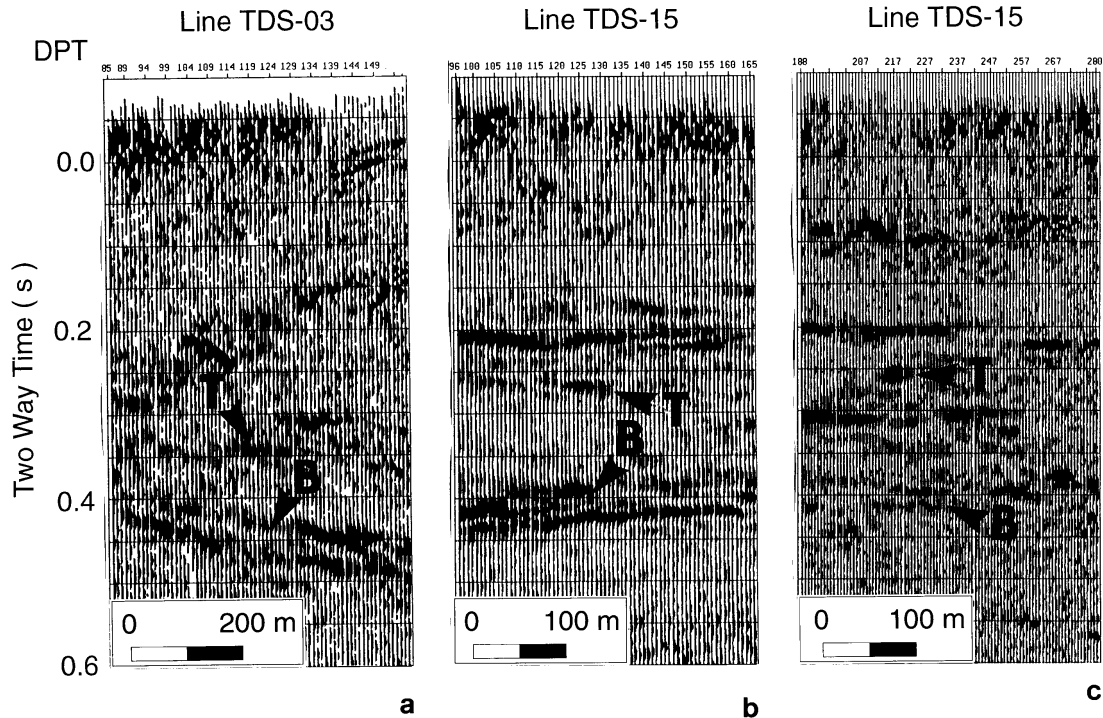 Line TDS-03
Line TDS-15
Line TDS-15
DPT
85 89 94 99 104 109 114 119 124 129 134 139 144 149
96 100 105 110 115 120 125 130 135 140 145 150 155 160 165
188 207 217 227 237 247 257 267 280
Two Way Time ( s )
0.0
0.2
0.4
0.6
T
B
T
B
T
B
0 200 m
0 100 m
0 100 m
a
b
c